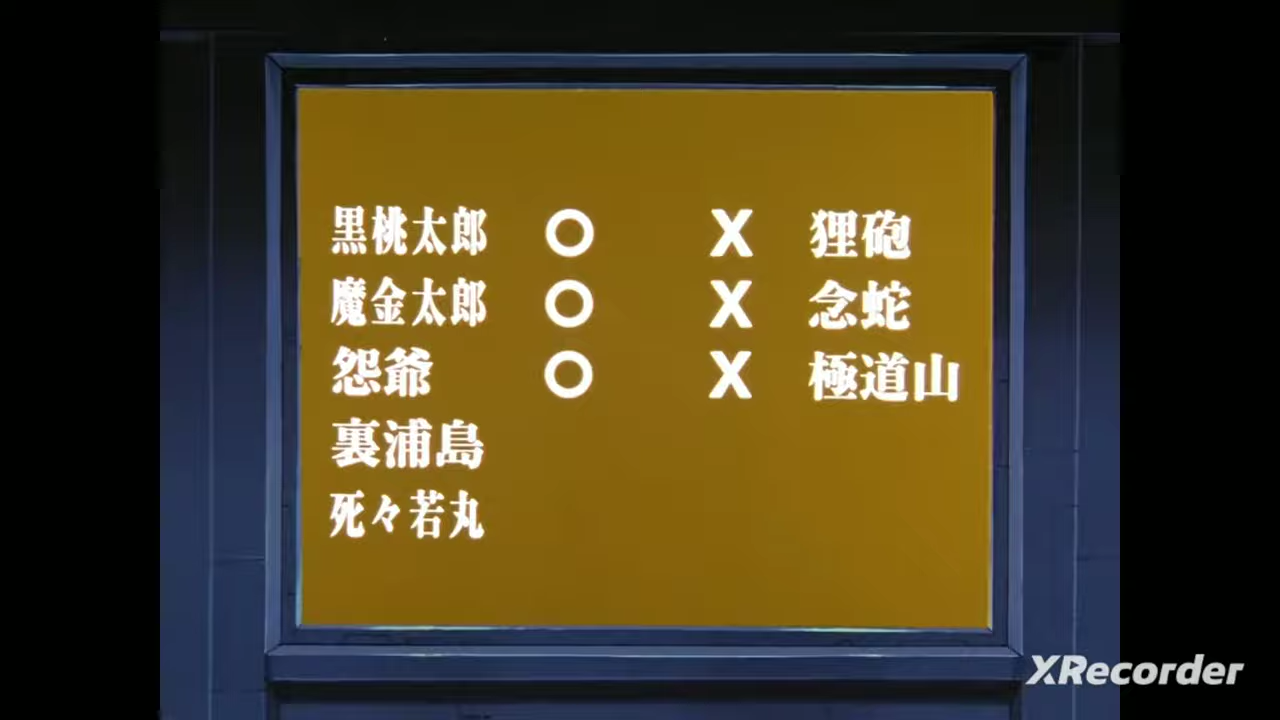 黒桃太郎 ○ X 狸砲
魔金太郎 ○ X 念蛇
怨爺 ○ X 極道山
裏浦島
死々若丸
XRecorder